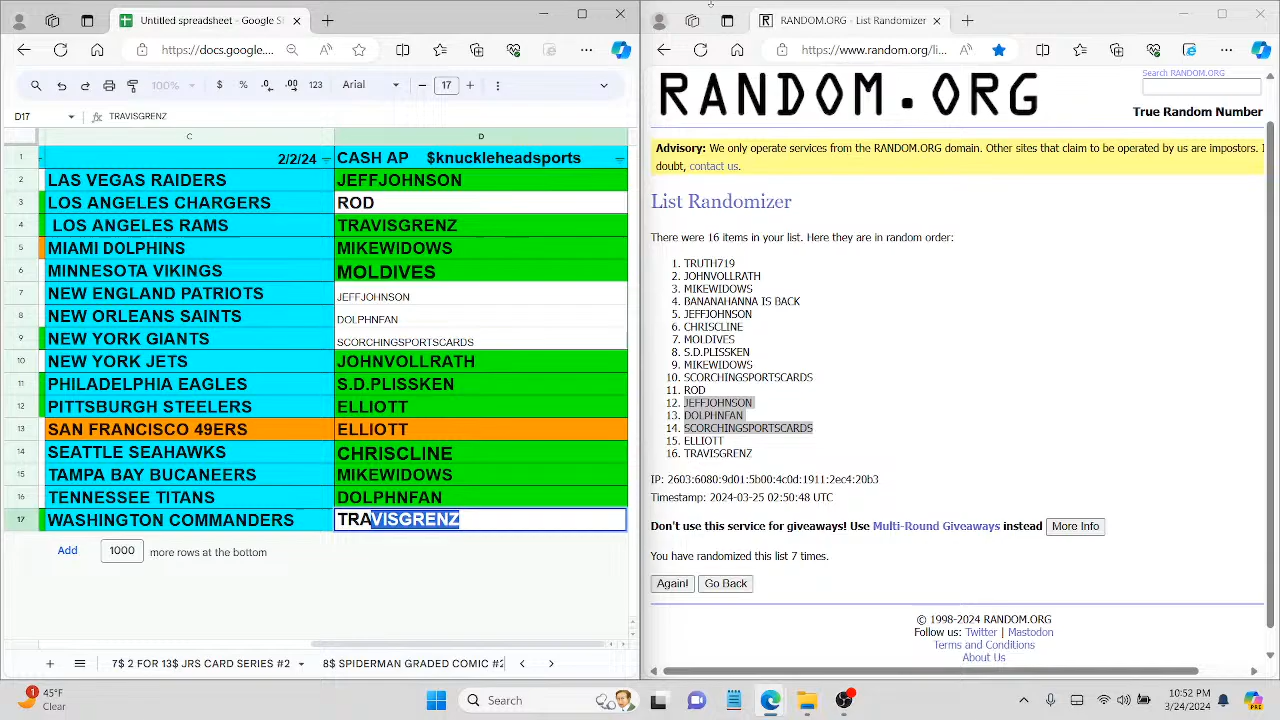 Untitled spreadsheet - Google S
https://docs.google....
100%
$
%
.0
.00
123
Arial
17
D17
fx
TRAVISGRENZ
C
D
1
2/2/24
CASH AP $knuckleheadsports
2
LAS VEGAS RAIDERS
JEFFJOHNSON
3
LOS ANGELES CHARGERS
ROD
4
LOS ANGELES RAMS
TRAVISGRENZ
5
MIAMI DOLPHINS
MIKEWIDOWS
6
MINNESOTA VIKINGS
MOLDIVES
7
NEW ENGLAND PATRIOTS
JEFFJOHNSON
8
NEW ORLEANS SAINTS
DOLPHNFAN
9
NEW YORK GIANTS
SCORCHINGSPORTSCARDS
10
NEW YORK JETS
JOHNVOLLRATH
11
PHILADELPHIA EAGLES
S.D.PLISSKEN
12
PITTSBURGH STEELERS
ELLIOTT
13
SAN FRANCISCO 49ERS
ELLIOTT
14
SEATTLE SEAHAWKS
CHRISCLINE
15
TAMPA BAY BUCANEERS
MIKEWIDOWS
16
TENNESSEE TITANS
DOLPHNFAN
17
WASHINGTON COMMANDERS
TRAVISGRENZ
Add 1000 more rows at the bottom
7$ 2 FOR 13$ JRS CARD SERIES #2
8$ SPIDERMAN GRADED COMIC #2
RANDOM.ORG - List Randomizer
https://www.random.org/li...
RANDOM.ORG
Search RANDOM.ORG
True Random Number
Advisory: We only operate services from the RANDOM.ORG domain. Other sites that claim to be operated by us are impostors. I
doubt, contact us.
List Randomizer
There were 16 items in your list. Here they are in random order:
1. TRUTH719
2. JOHNVOLLRATH
3. MIKEWIDOWS
4. BANANAHANNA IS BACK
5. JEFFJOHNSON
6. CHRISCLINE
7. MOLDIVES
8. S.D.PLISSKEN
9. MIKEWIDOWS
10. SCORCHINGSPORTSCARDS
11. ROD
12. JEFFJOHNSON
13. DOLPHNFAN
14. SCORCHINGSPORTSCARDS
15. ELLIOTT
16. TRAVISGRENZ
IP: 2603:6080:9d01:5b00:4c0d:1911:2ec4:20b3
Timestamp: 2024-03-25 02:50:48 UTC
Don't use this service for giveaways! Use Multi-Round Giveaways instead More Info
You have randomized this list 7 times.
Again! Go Back
© 1998-2024 RANDOM.ORG
Follow us: Twitter | Mastodon
Terms and Conditions
About Us
1
45°F
Clear
Search
10:52 PM
3/24/2024